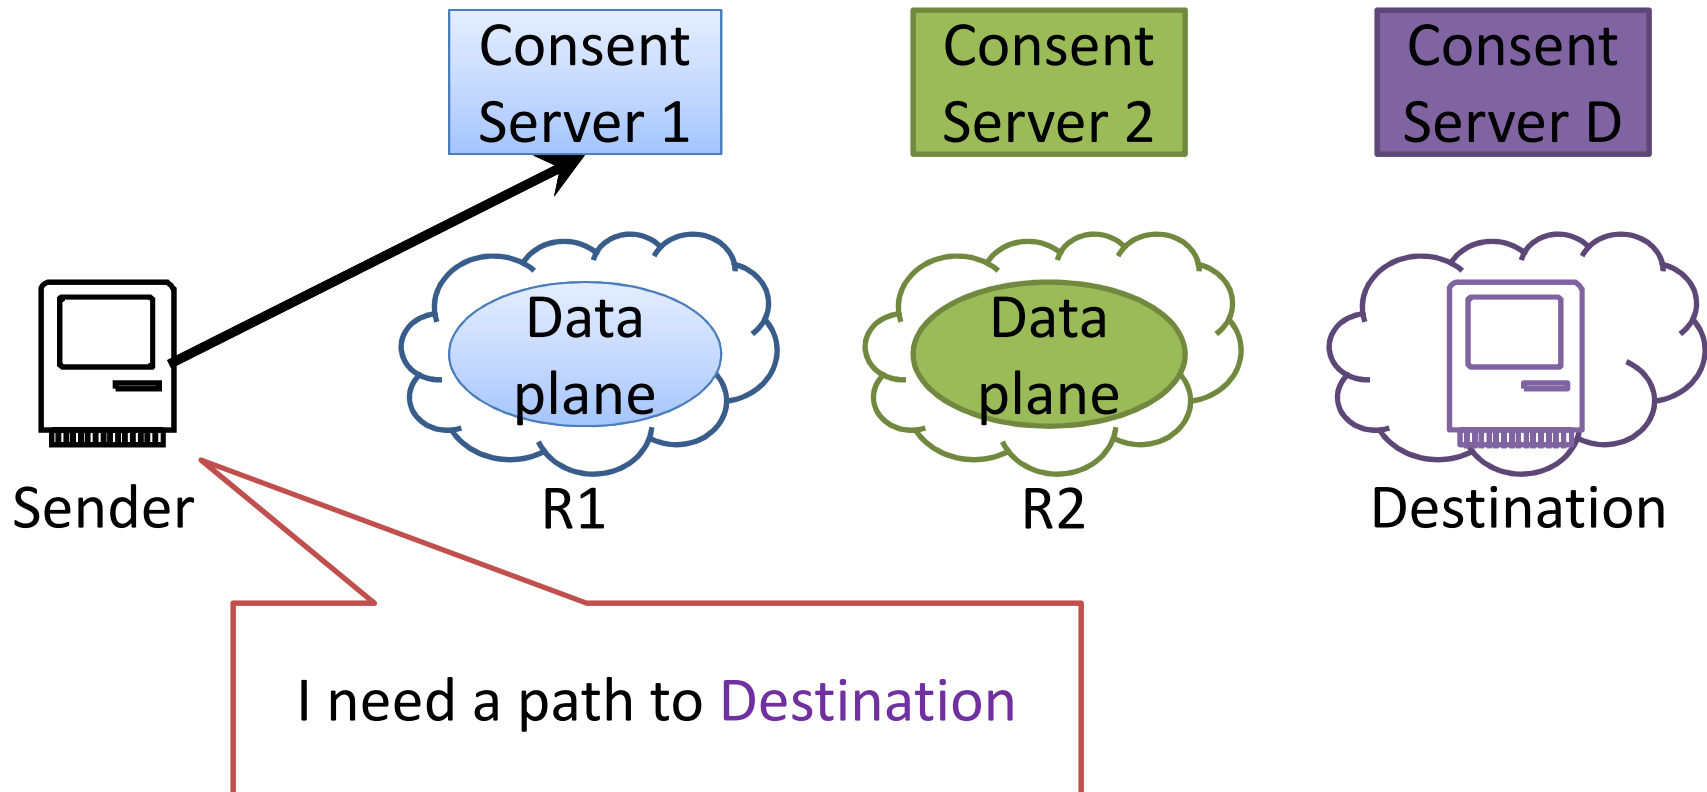 Consent
Server 1
Consent
Server 2
Consent
Server D
Data
plane
Data
plane
Sender
R1
R2
Destination
I need a path to Destination